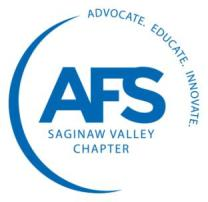 ADVOCATE. EDUCATE. INNOVATE.
AFS
SAGINAW VALLEY
CHAPTER